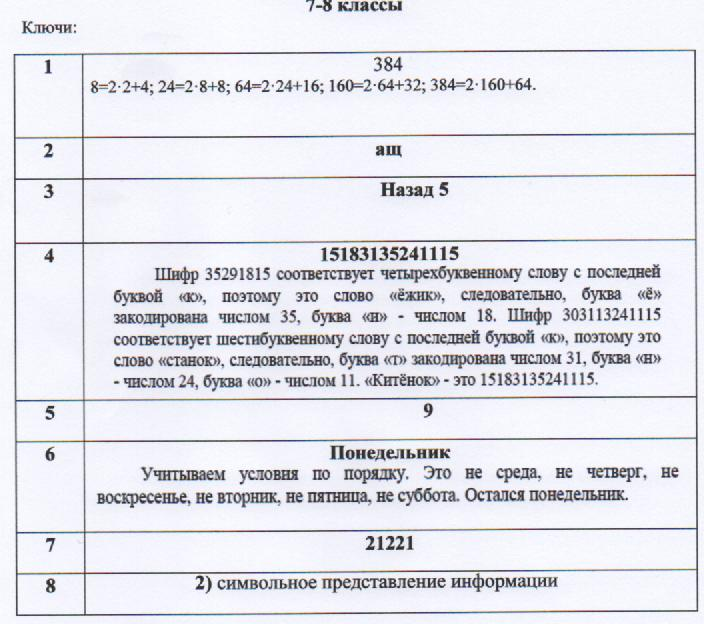 7-8 классы
Ключи:
1
384
8=2·2+4; 24=2·8+8; 64=2·24+16; 160=2·64+32; 384=2·160+64.
2
ащ
3
Назад 5
4
15183135241115
Шифр 35291815 соответствует четырехбуквенному слову с последней
буквой «к», поэтому это слово «ёжик», следовательно, буква «ё»
закодирована числом 35, буква «и» - числом 18. Шифр 303113241115
соответствует шестибуквенному слову с последней буквой «к», поэтому это
слово «станок», следовательно, буква «т» закодирована числом 31, буква «н»
- числом 24, буква «о» - числом 11. «Китёнок» - это 15183135241115.
5
9
6
Понедельник
Учитываем условия по порядку. Это не среда, не четверг, не
воскресенье, не вторник, не пятница, не суббота. Остался понедельник.
7
21221
8
2) символьное представление информации